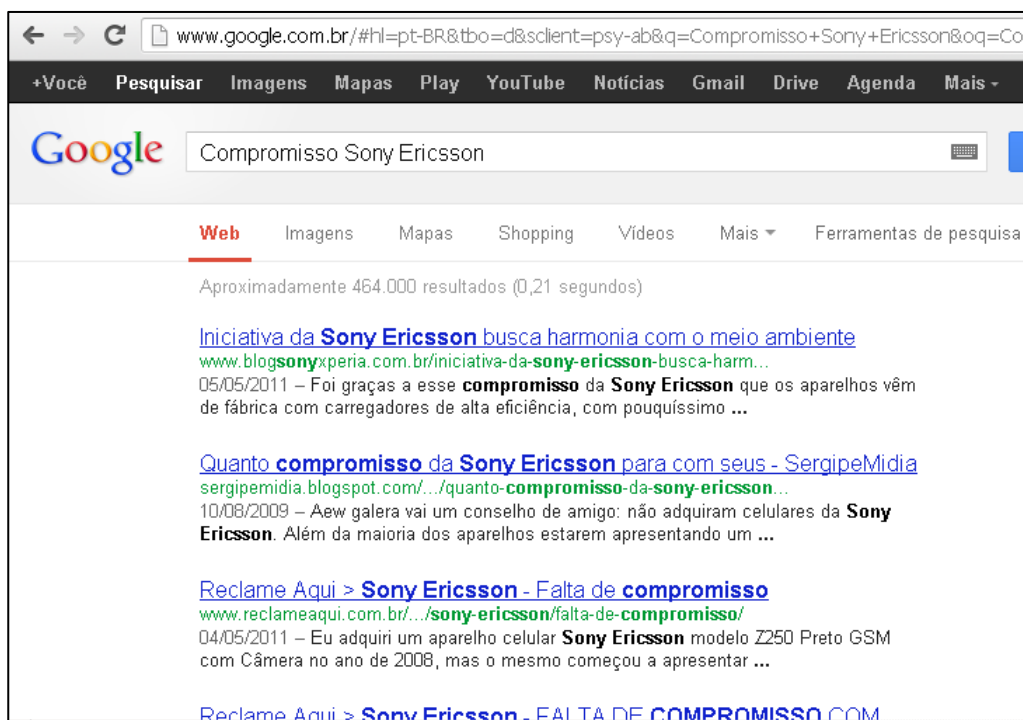 www.google.com.br/#hl=pt-BR&tbo=d&sclient=psy-ab&q=Compromisso+Sony+Ericsson&oq=Co
+Você Pesquisar Imagens Mapas Play YouTube Notícias Gmail Drive Agenda Mais
Google Compromisso Sony Ericsson
Web Imagens Mapas Shopping Vídeos Mais Ferramentas de pesquisa
Aproximadamente 464.000 resultados (0,21 segundos)
Iniciativa da Sony Ericsson busca harmonia com o meio ambiente
www.blogsonyxperia.com.br/iniciativa-da-sony-ericsson-busca-harm...
05/05/2011 – Foi graças a esse compromisso da Sony Ericsson que os aparelhos vêm
de fábrica com carregadores de alta eficiência, com pouquíssimo ...
Quanto compromisso da Sony Ericsson para com seus - SergipeMidia
sergipemidia.blogspot.com/.../quanto-compromisso-da-sony-ericsson...
10/08/2009 – Aew galera vai um conselho de amigo: não adquiram celulares da Sony
Ericsson. Além da maioria dos aparelhos estarem apresentando um ...
Reclame Aqui > Sony Ericsson - Falta de compromisso
www.reclameaqui.com.br/.../sony-ericsson/falta-de-compromisso/
04/05/2011 – Eu adquiri um aparelho celular Sony Ericsson modelo Z250 Preto GSM
com Câmera no ano de 2008, mas o mesmo começou a apresentar ...
Reclame Aqui > Sony Ericsson - FALTA DE COMPROMISSO COM